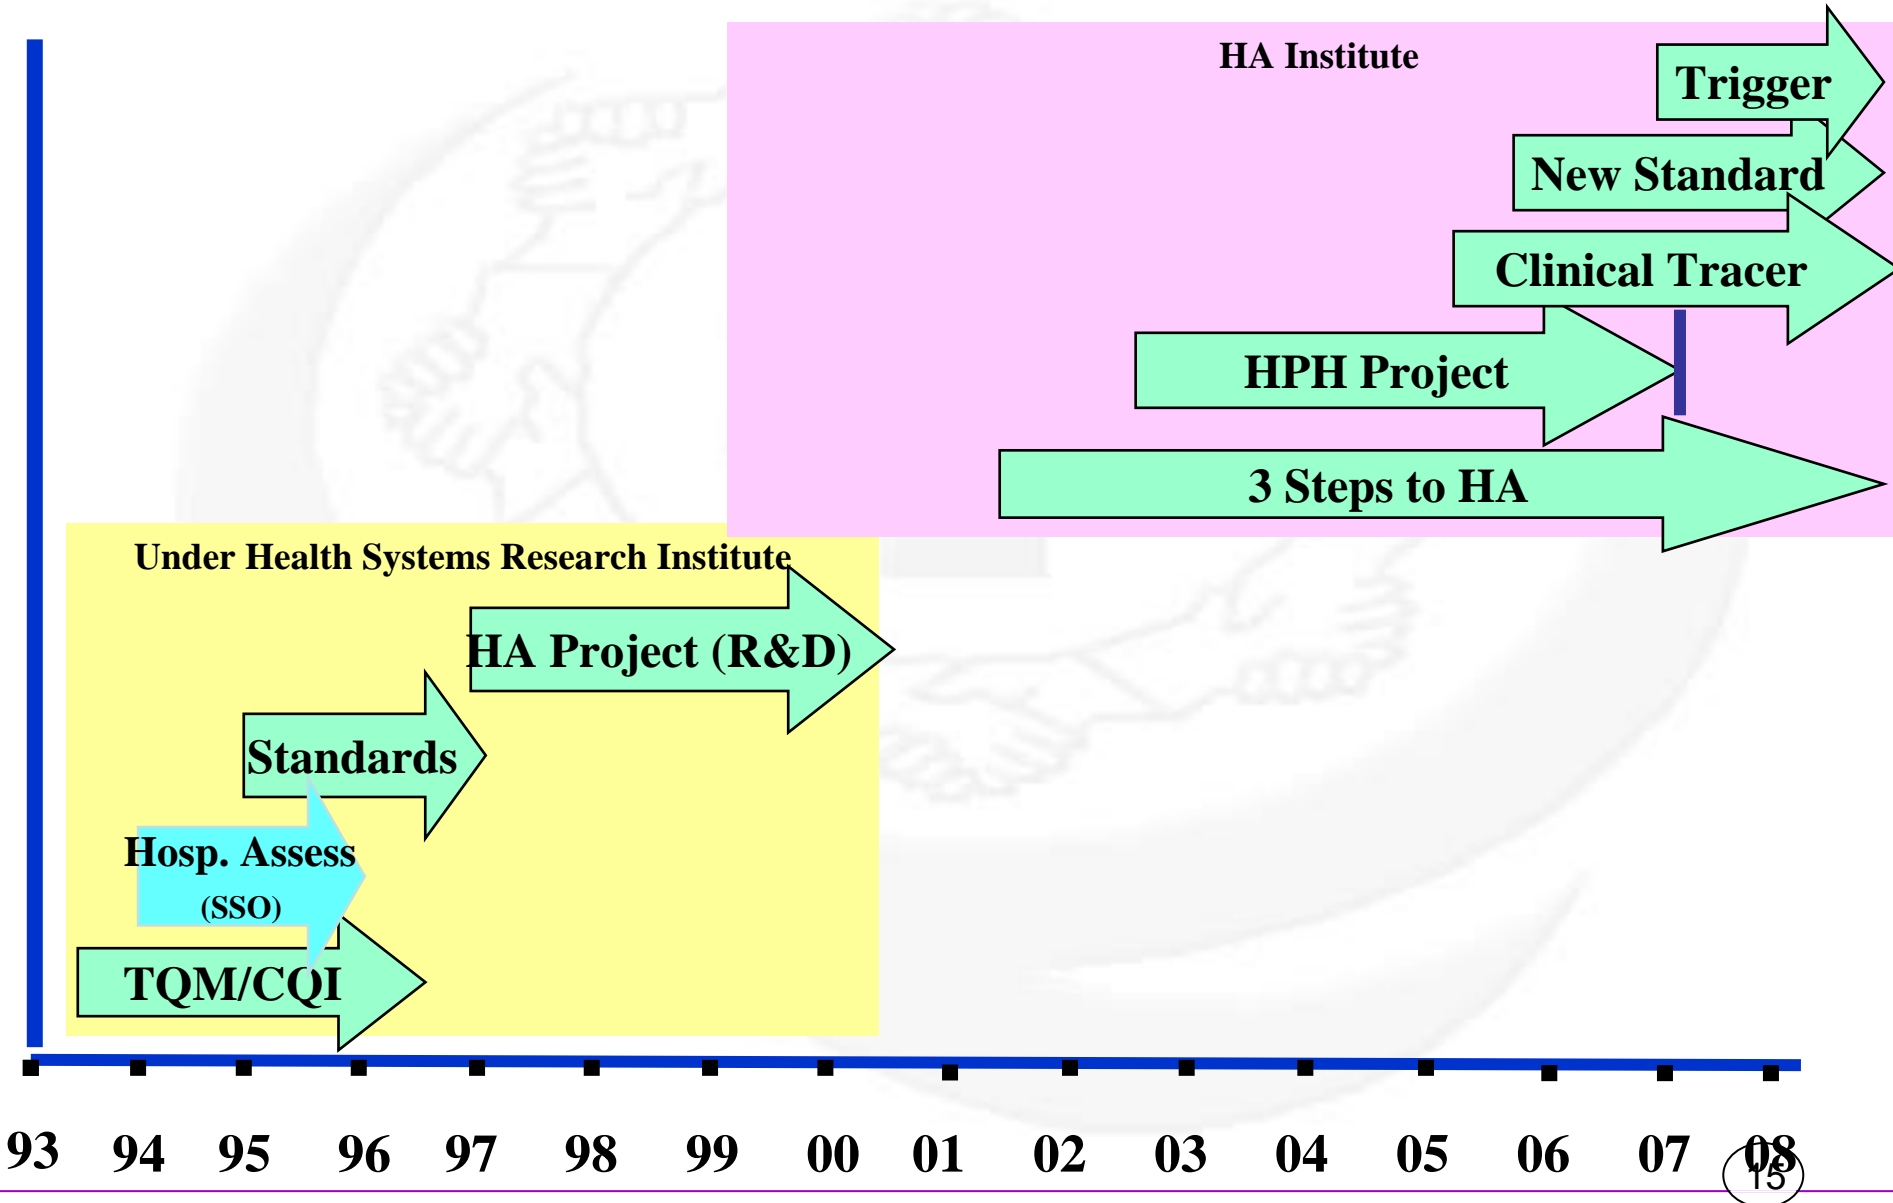 HA Institute
Trigger
New Standard
Clinical Tracer
HPH Project
3 Steps to HA
Under Health Systems Research Institute
HA Project (R&D)
Standards
Hosp. Assess
(SSO)
TQM/CQI
93 94 95 96 97 98 99 00 01 02 03 04 05 06 07 08
15